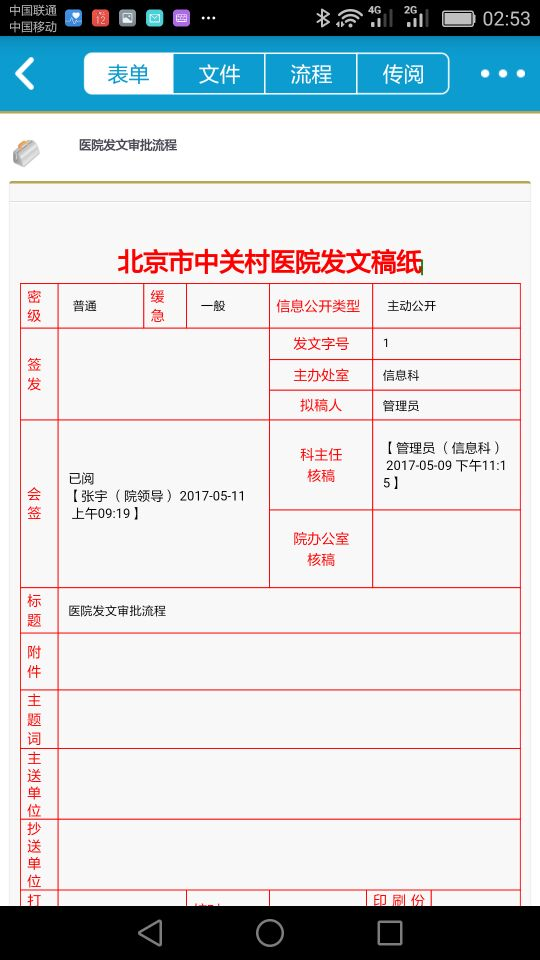 中国联通
中国移动
12
4G
2G
02:53
表单 文件 流程 传阅
医院发文审批流程
北京市中关村医院发文稿纸
密级 普通 缓急 一般 信息公开类型 主动公开
签发
发文字号 1
主办处室 信息科
拟稿人 管理员
会签
已阅
【 张宇（ 院领导 ）2017-05-11
上午09:19 】
科主任
核稿
【 管理员（ 信息科 ）
2017-05-09 下午11:1
5 】
院办公室
核稿
标题 医院发文审批流程
附件
主题词
主送单位
抄送单位
打
印 刷 份